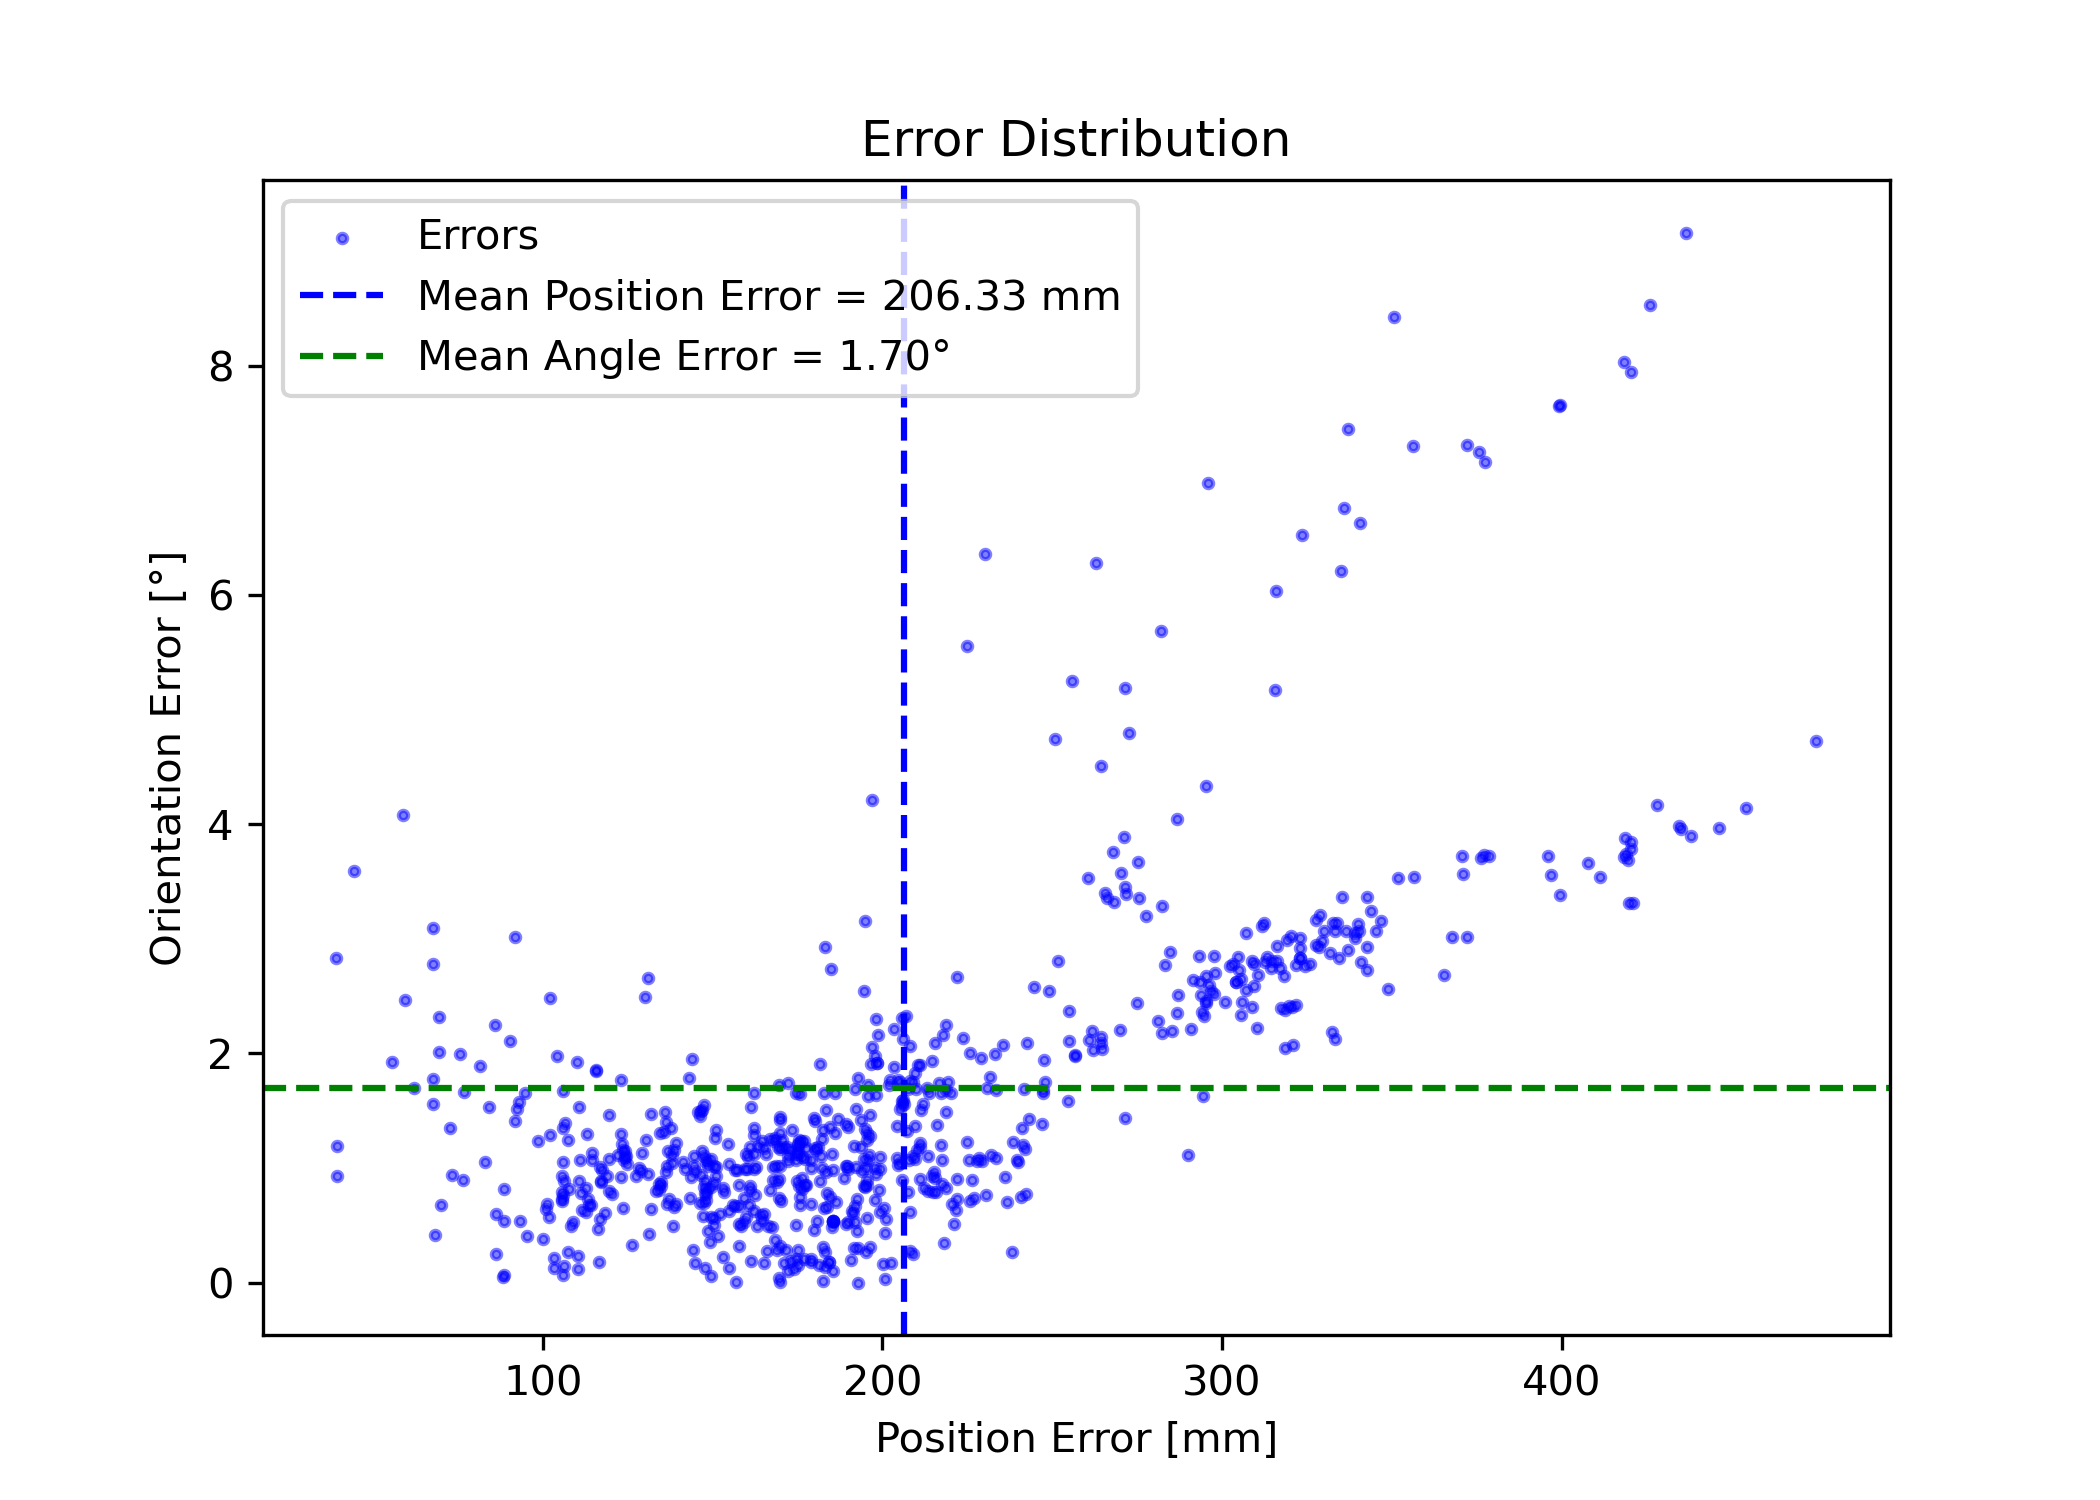 Error Distribution
Errors
Mean Position Error = 206.33 mm
Mean Angle Error = 1.70°
8
6
4
2
0
Orientation Error [°]
100
200
300
400
Position Error [mm]